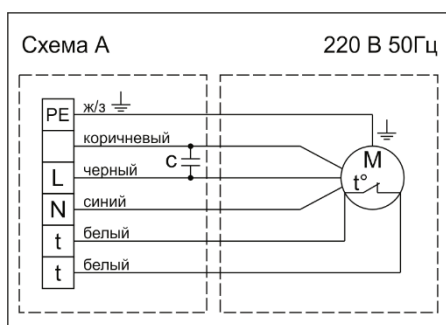 Схема А
220 В 50Гц
PE ж/з
коричневый
C
L черный
N синий
t белый
t белый
M
t°